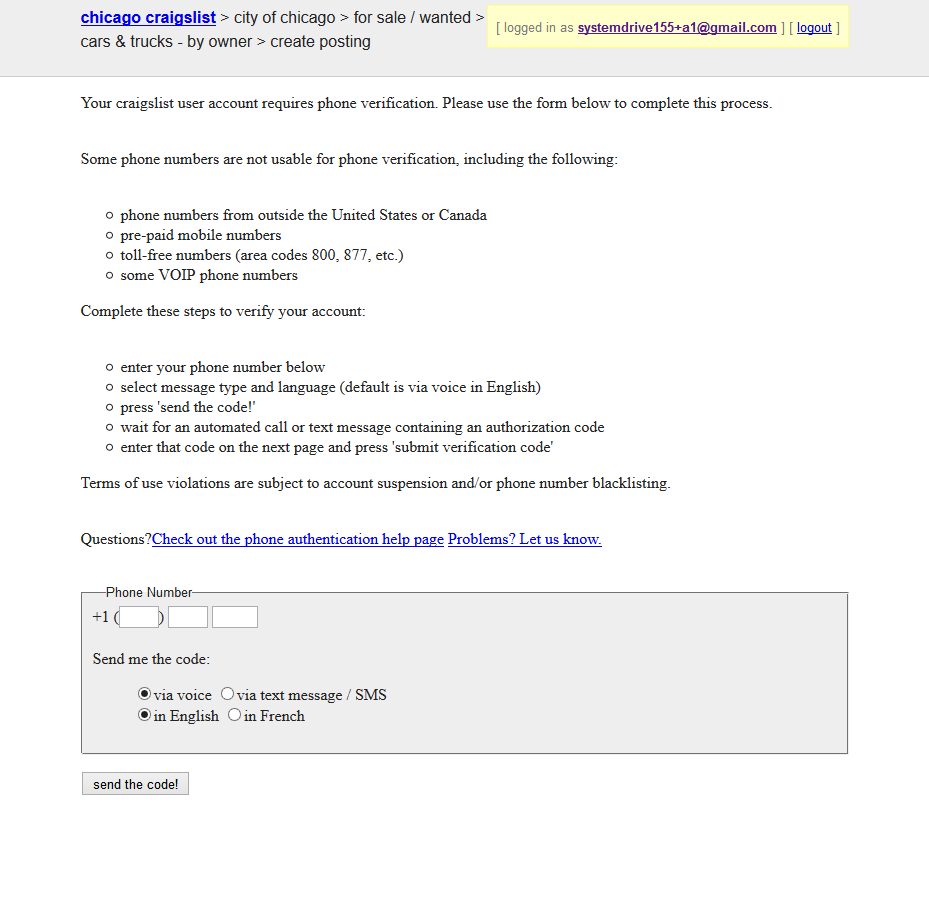 chicago craigslist > city of chicago > for sale / wanted >
cars & trucks - by owner > create posting
[ logged in as systemdrive155+a1@gmail.com ] [ logout ]
Your craigslist user account requires phone verification. Please use the form below to complete this process.
Some phone numbers are not usable for phone verification, including the following:
phone numbers from outside the United States or Canada
pre-paid mobile numbers
toll-free numbers (area codes 800, 877, etc.)
some VOIP phone numbers
Complete these steps to verify your account:
enter your phone number below
select message type and language (default is via voice in English)
press 'send the code!'
wait for an automated call or text message containing an authorization code
enter that code on the next page and press 'submit verification code'
Terms of use violations are subject to account suspension and/or phone number blacklisting.
Questions?Check out the phone authentication help page Problems? Let us know.
Phone Number
+1 ( )
Send me the code:
via voice via text message / SMS
in English in French
send the code!